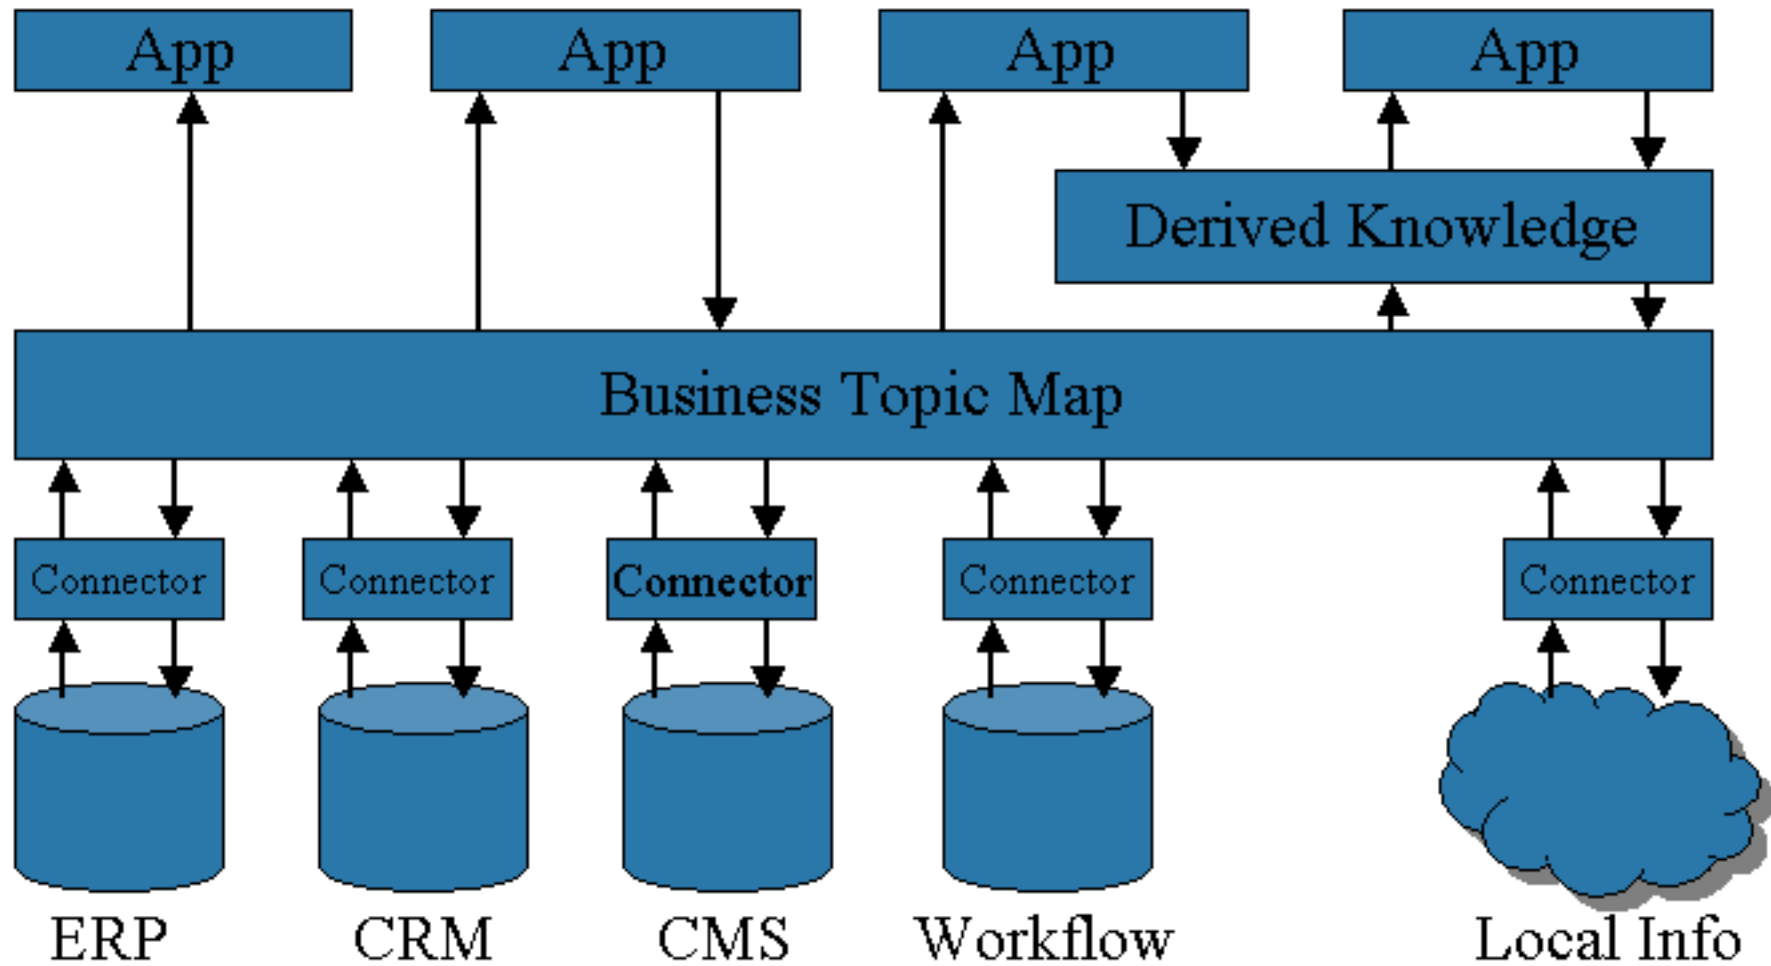 App
App
App
App
Derived Knowledge
Business Topic Map
Connector
Connector
Connector
Connector
Connector
ERP
CRM
CMS
Workflow
Local Info